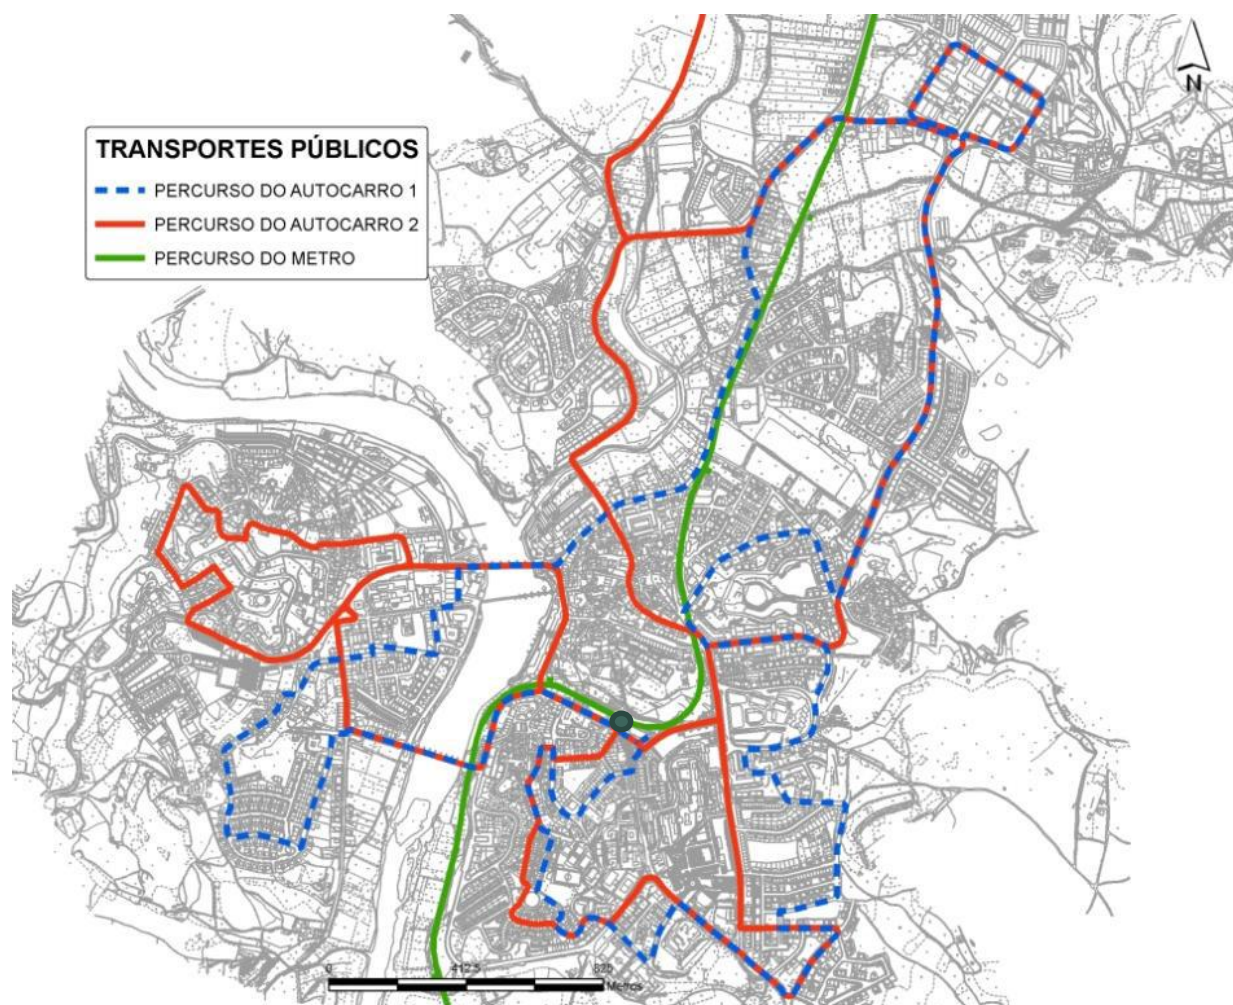 N
TRANSPORTES PÚBLICOS
PERCURSO DO AUTOCARRO 1
PERCURSO DO AUTOCARRO 2
PERCURSO DO METRO
0 412.5 825
Metros